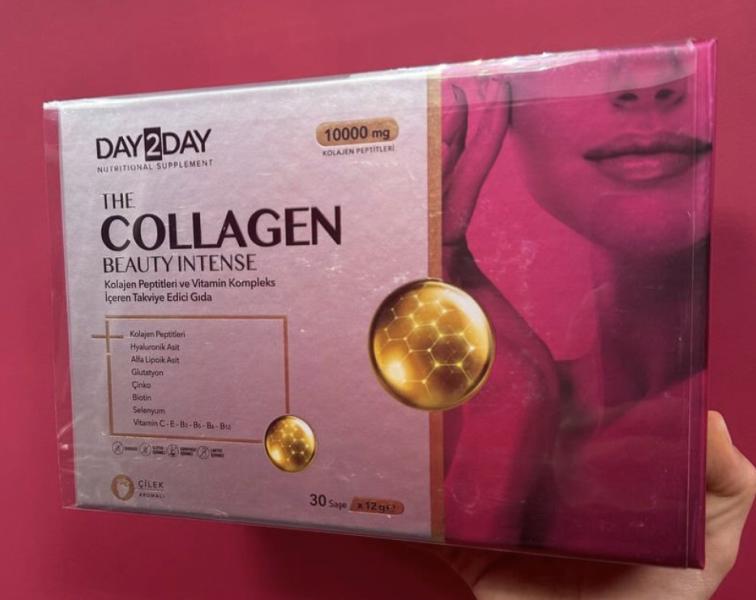 DAY2DAY
NUTRITIONAL SUPPLEMENT
10000 mg
KOLAJEN PEPTİTLERİ
THE
COLLAGEN
BEAUTY INTENSE
Kolajen Peptitleri ve Vitamin Kompleks
İçeren Takviye Edici Gıda
Kolajen Peptitleri
Hyaluronik Asit
Alfa Lipoik Asit
Glutatyon
Çinko
Biotin
Selenyum
Vitamin C - E - B2 - B5 - B6 - B12
ÇİLEK
AROMALI
30 Saşe x 12 g e